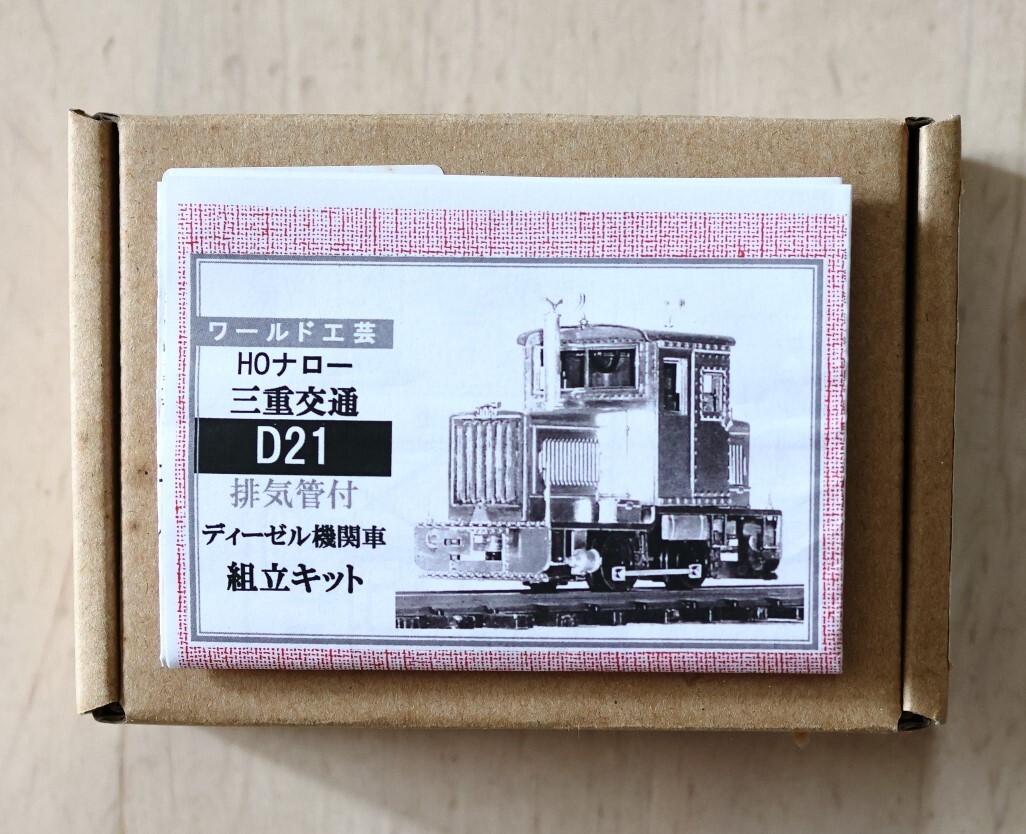 ワールド工芸
HOナロー
三重交通
D21
排気管付
ディーゼル機関車
組立キット